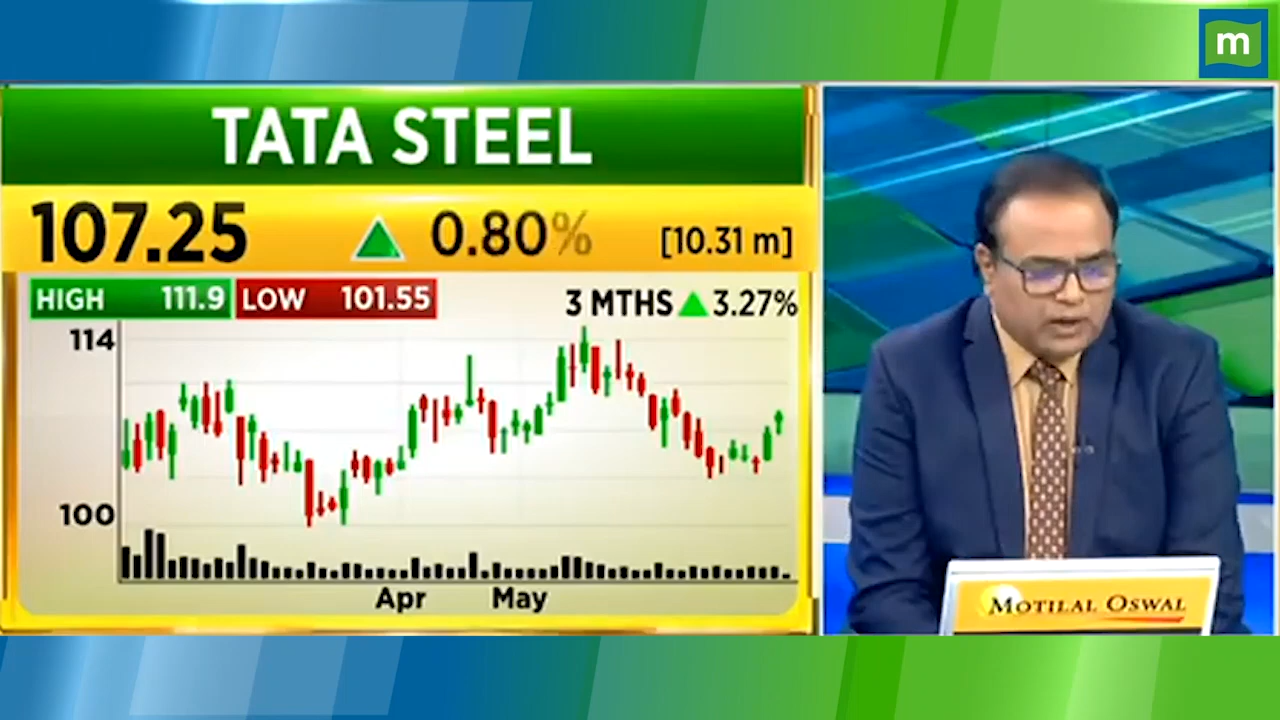 m
TATA STEEL
107.25 0.80% [10.31 m]
HIGH 111.9 LOW 101.55 3 MTHS 3.27%
114
100
Apr May
MOTILAL OSWAL